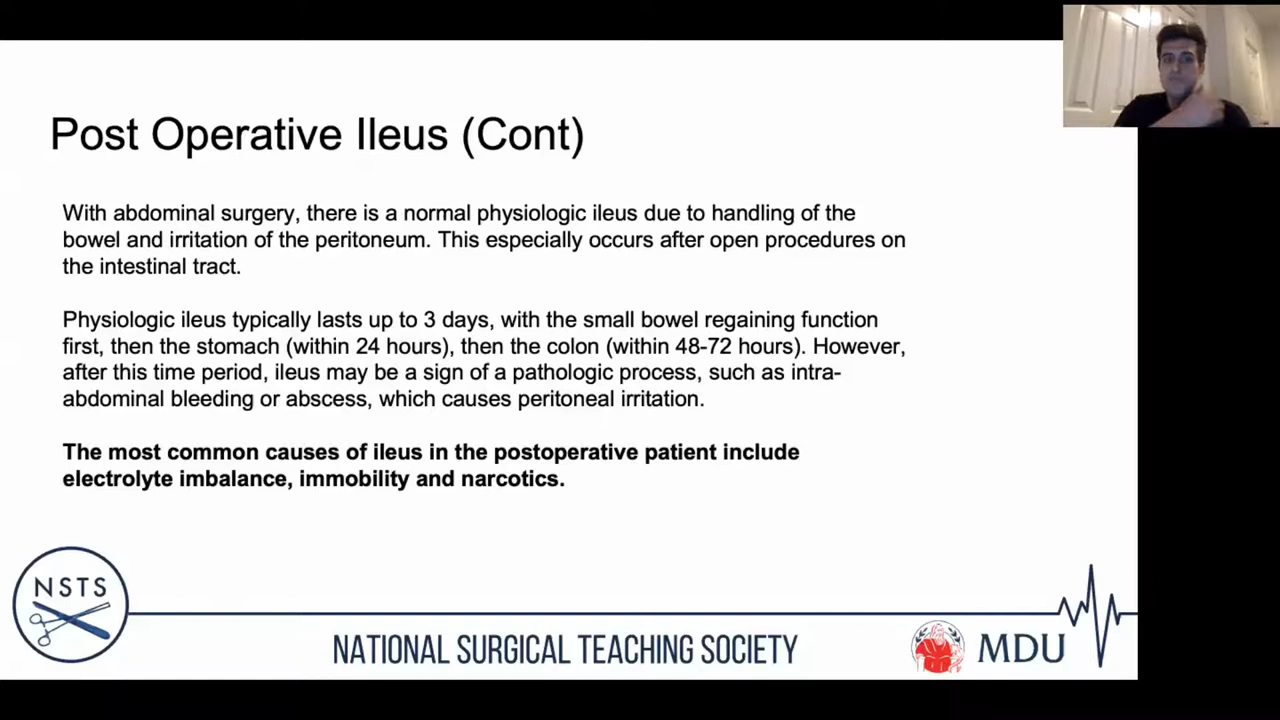 Post Operative Ileus (Cont)
With abdominal surgery, there is a normal physiologic ileus due to handling of the
bowel and irritation of the peritoneum. This especially occurs after open procedures on
the intestinal tract.
Physiologic ileus typically lasts up to 3 days, with the small bowel regaining function
first, then the stomach (within 24 hours), then the colon (within 48-72 hours). However,
after this time period, ileus may be a sign of a pathologic process, such as intra-
abdominal bleeding or abscess, which causes peritoneal irritation.
The most common causes of ileus in the postoperative patient include
electrolyte imbalance, immobility and narcotics.
NSTS
NATIONAL SURGICAL TEACHING SOCIETY
MDU